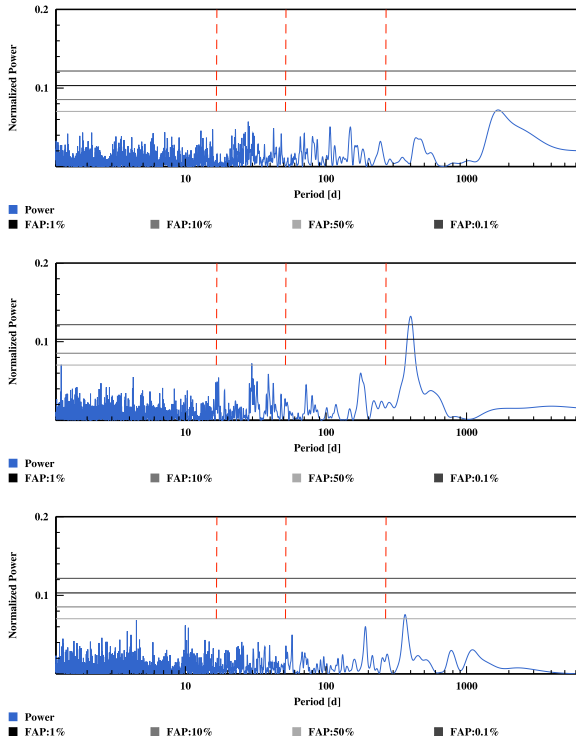 0.2
0.1
Normalized Power
10 100 1000
Period [d]
Power
FAP:1% FAP:10% FAP:50% FAP:0.1%
0.2
0.1
Normalized Power
10 100 1000
Period [d]
Power
FAP:1% FAP:10% FAP:50% FAP:0.1%
0.2
0.1
Normalized Power
10 100 1000
Period [d]
Power
FAP:1% FAP:10% FAP:50% FAP:0.1%